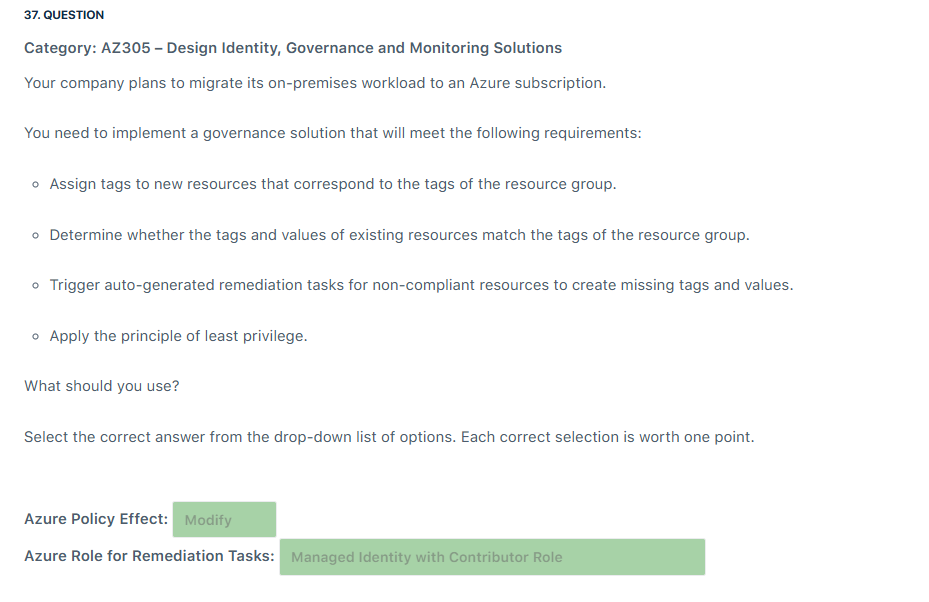 37. QUESTION
Category: AZ305 – Design Identity, Governance and Monitoring Solutions
Your company plans to migrate its on-premises workload to an Azure subscription.
You need to implement a governance solution that will meet the following requirements:
Assign tags to new resources that correspond to the tags of the resource group.
Determine whether the tags and values of existing resources match the tags of the resource group.
Trigger auto-generated remediation tasks for non-compliant resources to create missing tags and values.
Apply the principle of least privilege.
What should you use?
Select the correct answer from the drop-down list of options. Each correct selection is worth one point.
Azure Policy Effect: Modify
Azure Role for Remediation Tasks: Managed Identity with Contributor Role